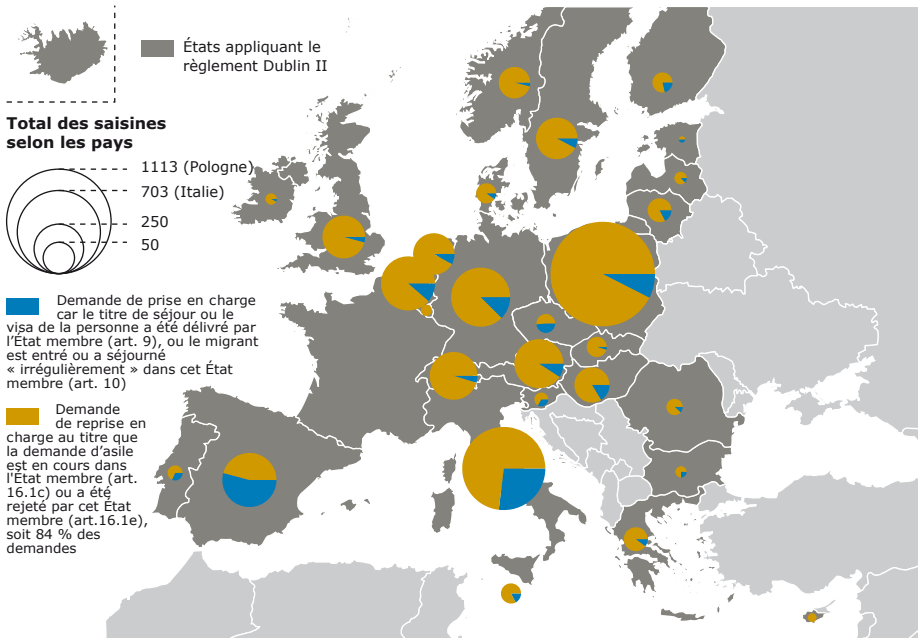 États appliquant le
règlement Dublin II
Total des saisines
selon les pays
1113 (Pologne)
703 (Italie)
250
50
Demande de prise en charge
car le titre de séjour ou le
visa de la personne a été délivré par
l'État membre (art. 9), ou le migrant
est entré ou a séjourné
« irrégulièrement » dans cet État
membre (art. 10)
Demande
de reprise en
charge au titre que
la demande d'asile
est en cours dans
l'Etat membre (art.
16.1c) ou a été
rejeté par cet État
membre (art.16.1e),
soit 84 % des
demandes